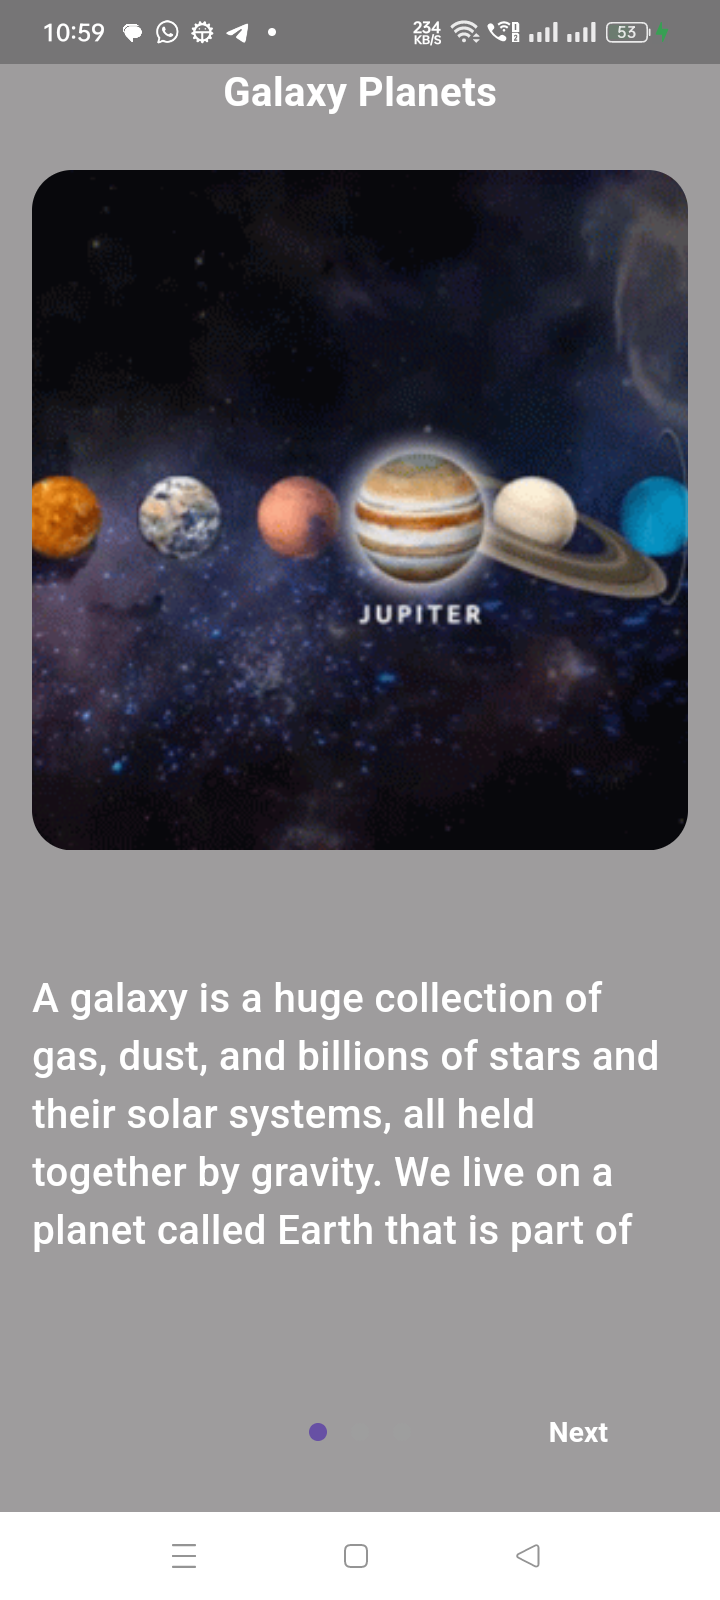 10:59
234
KB/S
1
2
53
Galaxy Planets
JUPITER
A galaxy is a huge collection of
gas, dust, and billions of stars and
their solar systems, all held
together by gravity. We live on a
planet called Earth that is part of
Next